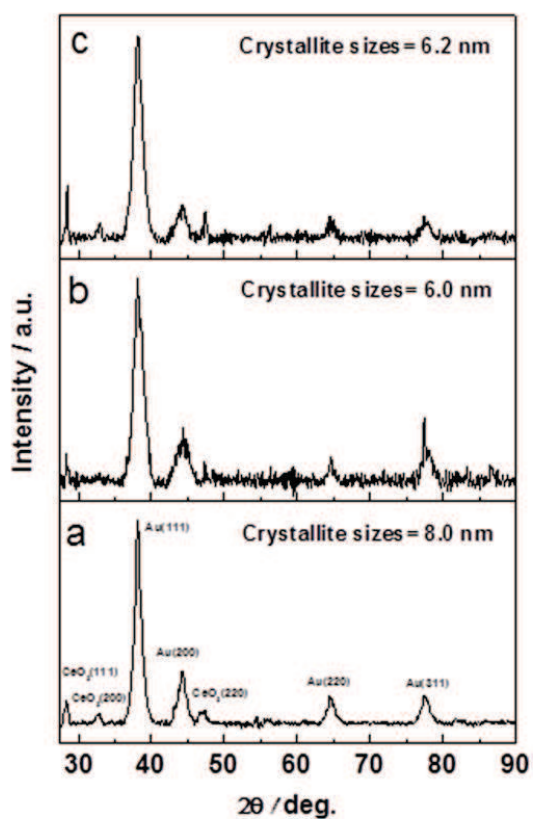 c
Crystallite sizes = 6.2 nm
b
Crystallite sizes = 6.0 nm
a
Crystallite sizes = 8.0 nm
Au(111)
Au(200)
CeO₂(111)
CeO₂(200)
CeO₂(220)
Au(220)
Au(311)
30 40 50 60 70 80 90
2θ / deg.
Intensity / a.u.